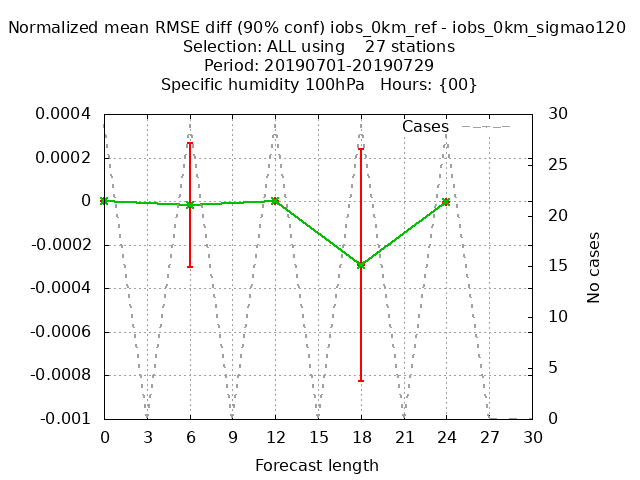 Normalized mean RMSE diff (90% conf) iobs_0km_ref - iobs_0km_sigmao120
Selection: ALL using    27 stations
Period: 20190701-20190729
Specific humidity 100hPa   Hours: {00}
Cases
0.0004
0.0002
0
-0.0002
-0.0004
-0.0006
-0.0008
-0.001
30
25
20
15
10
5
0
No cases
0 3 6 9 12 15 18 21 24 27 30
Forecast length